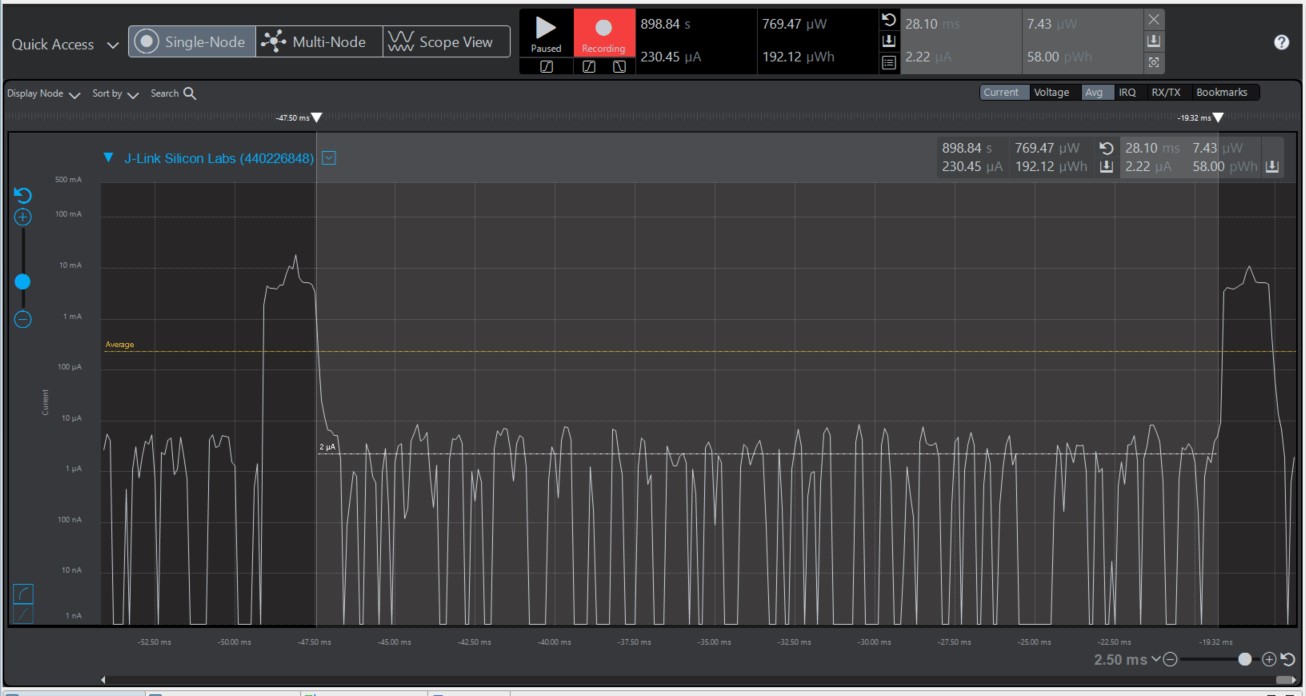 Quick Access
Single-Node
Multi-Node
Scope View
Paused
Recording
898.84 s
769.47 µW
230.45 µA
192.12 µWh
28.10 ms
7.43 µW
2.22 µA
58.00 pWh
?
Display Node
Sort by
Search
Current
Voltage
Avg
IRQ
RX/TX
Bookmarks
-47.50 ms
-19.32 ms
J-Link Silicon Labs (440226848)
898.84 s 769.47 µW
230.45 µA 192.12 µWh
28.10 ms 7.43 µW
2.22 µA 58.00 pWh
500 mA
100 mA
10 mA
1 mA
Average
100 µA
Current
10 µA
2 µA
1 µA
100 nA
10 nA
1 nA
-52.50 ms -50.00 ms -47.50 ms -45.00 ms -42.50 ms -40.00 ms -37.50 ms -35.00 ms -32.50 ms -30.00 ms -27.50 ms -25.00 ms -22.50 ms -19.32 ms
2.50 ms